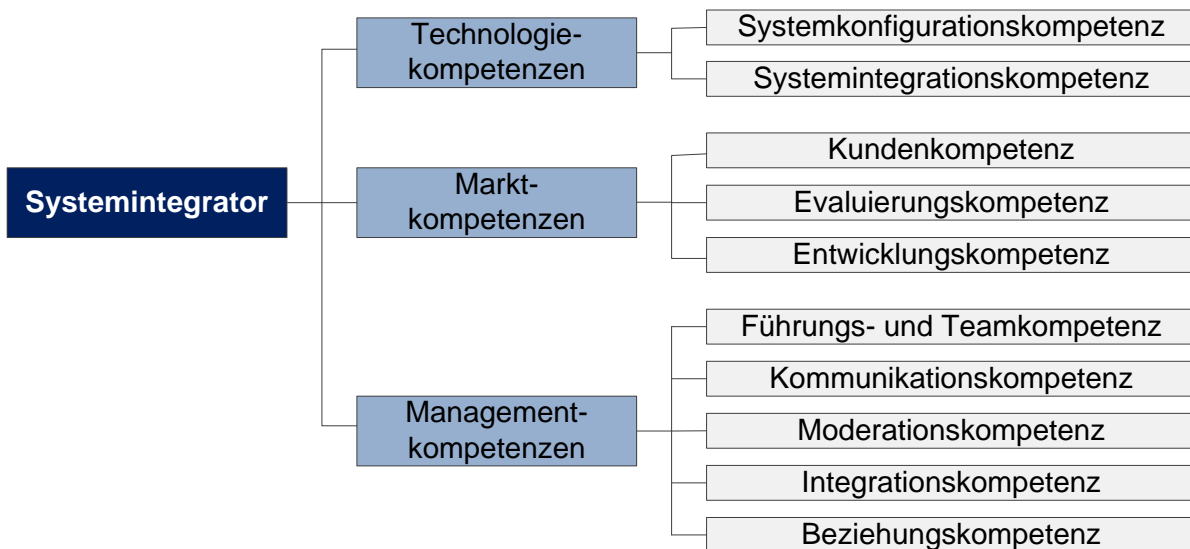 Systemintegrator
Technologie-
kompetenzen
Systemkonfigurationskompetenz
Systemintegrationskompetenz
Markt-
kompetenzen
Kundenkompetenz
Evaluierungskompetenz
Entwicklungskompetenz
Management-
kompetenzen
Führungs- und Teamkompetenz
Kommunikationskompetenz
Moderationskompetenz
Integrationskompetenz
Beziehungskompetenz